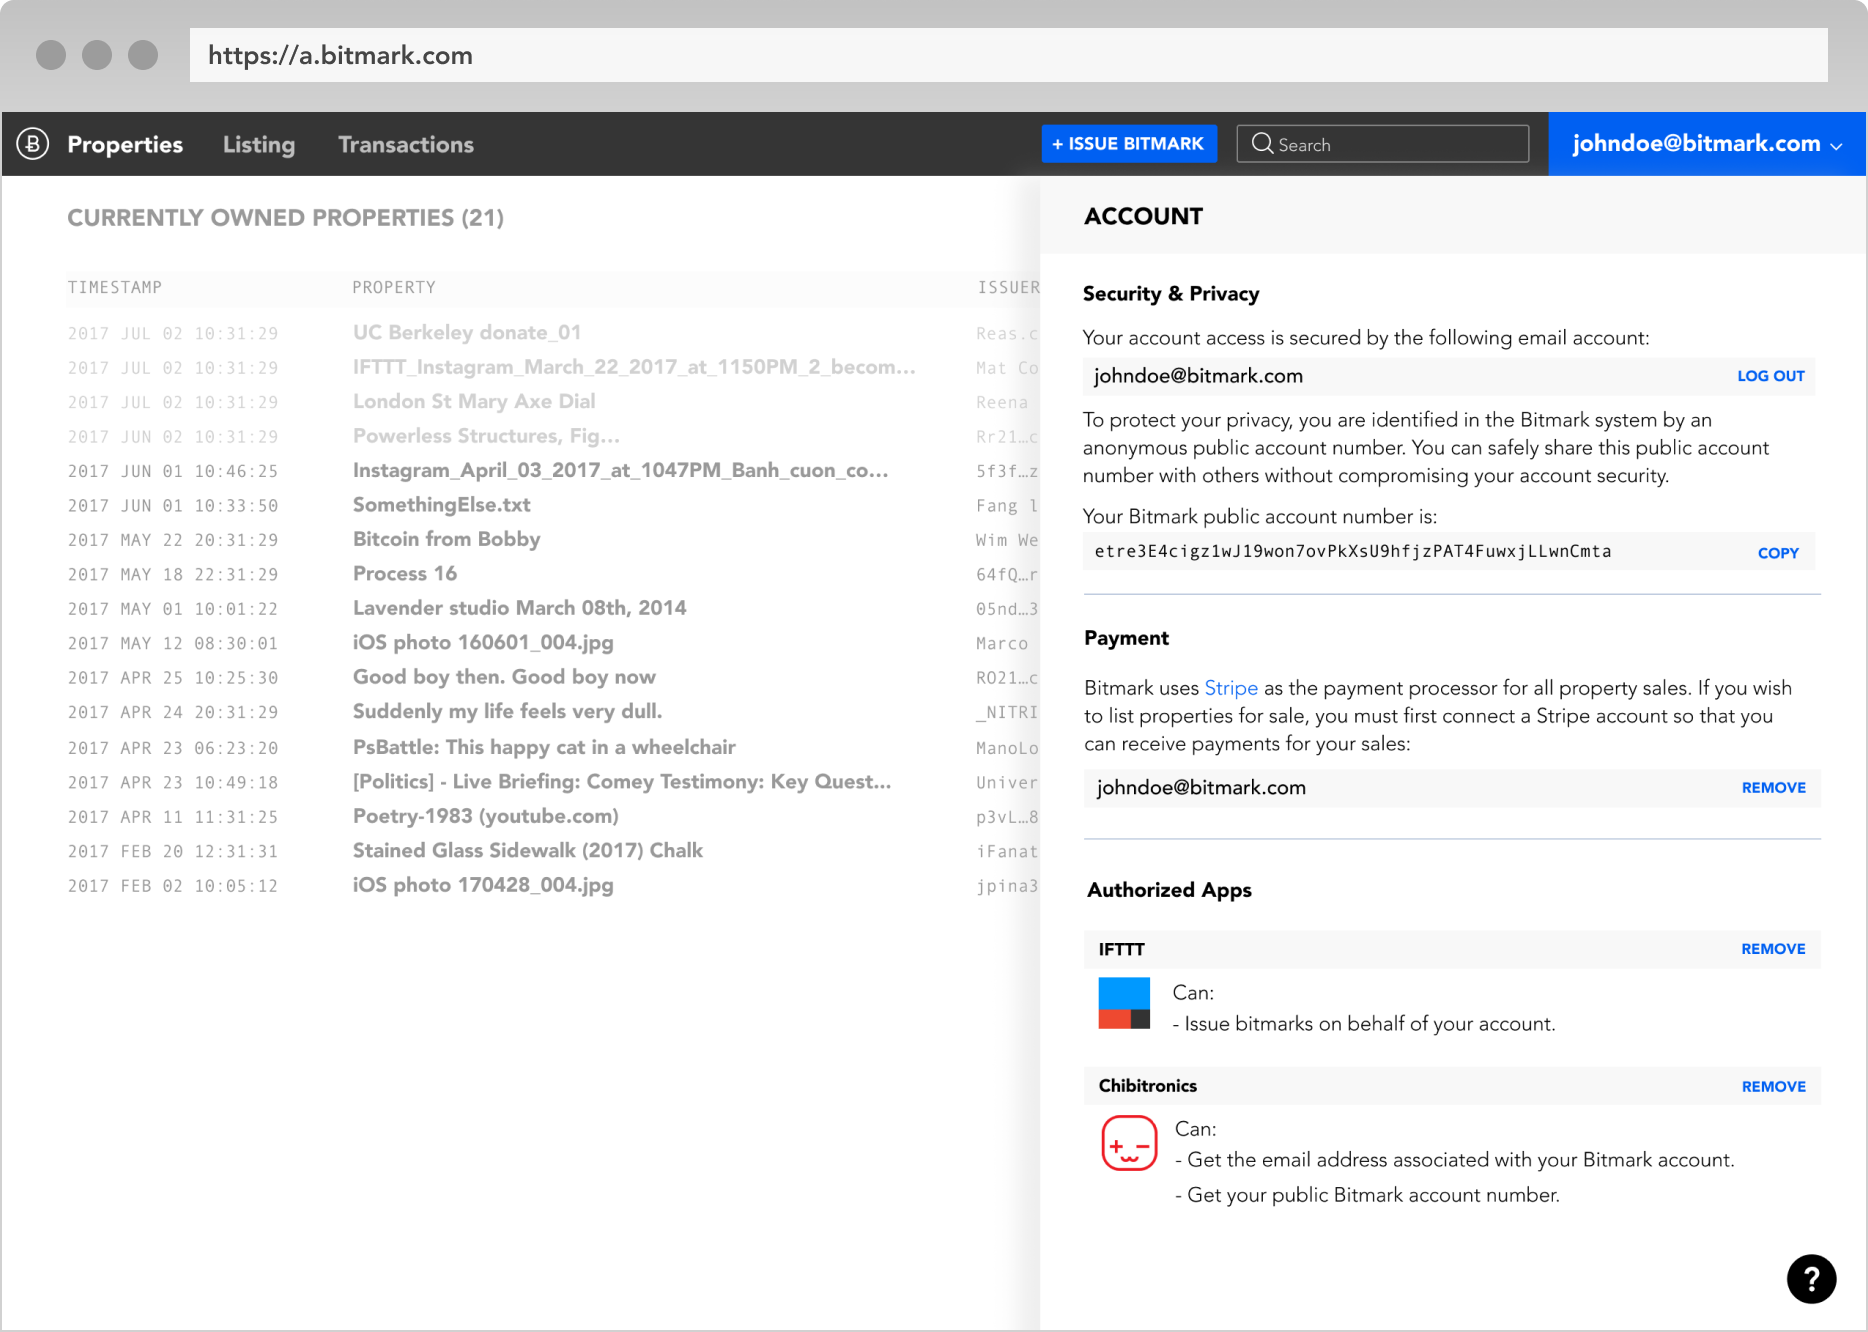 https://a.bitmark.com
Properties Listing Transactions + ISSUE BITMARK Search johndoe@bitmark.com
CURRENTLY OWNED PROPERTIES (21)
TIMESTAMP PROPERTY ISSUER
2017 JUL 02 10:31:29 UC Berkeley donate_01 Reas.c
2017 JUL 02 10:31:29 IFTTT_Instagram_March_22_2017_at_1150PM_2_becom... Mat Co
2017 JUL 02 10:31:29 London St Mary Axe Dial Reena
2017 JUN 02 10:31:29 Powerless Structures, Fig... Rr21...c
2017 JUN 01 10:46:25 Instagram_April_03_2017_at_1047PM_Banh_cuon_co... 5f3f...z
2017 JUN 01 10:33:50 SomethingElse.txt Fang l
2017 MAY 22 20:31:29 Bitcoin from Bobby Wim We
2017 MAY 18 22:31:29 Process 16 64fQ...r
2017 MAY 01 10:01:22 Lavender studio March 08th, 2014 05nd...3
2017 MAY 12 08:30:01 iOS photo 160601_004.jpg Marco
2017 APR 25 10:25:30 Good boy then. Good boy now RO21...c
2017 APR 24 20:31:29 Suddenly my life feels very dull. _NITRI
2017 APR 23 06:23:20 PsBattle: This happy cat in a wheelchair ManoLo
2017 APR 23 10:49:18 [Politics] - Live Briefing: Comey Testimony: Key Quest... Univer
2017 APR 11 11:31:25 Poetry-1983 (youtube.com) p3vL...8
2017 FEB 20 12:31:31 Stained Glass Sidewalk (2017) Chalk iFanat
2017 FEB 02 10:05:12 iOS photo 170428_004.jpg jpina3
ACCOUNT
Security & Privacy
Your account access is secured by the following email account:
johndoe@bitmark.com LOG OUT
To protect your privacy, you are identified in the Bitmark system by an
anonymous public account number. You can safely share this public account
number with others without compromising your account security.
Your Bitmark public account number is:
etre3E4cigz1wJ19won7ovPkXsU9hfjzPAT4FuwxjLLwnCmta COPY
Payment
Bitmark uses Stripe as the payment processor for all property sales. If you wish
to list properties for sale, you must first connect a Stripe account so that you
can receive payments for your sales:
johndoe@bitmark.com REMOVE
Authorized Apps
IFTTT REMOVE
Can:
- Issue bitmarks on behalf of your account.
Chibitronics REMOVE
Can:
- Get the email address associated with your Bitmark account.
- Get your public Bitmark account number.
?